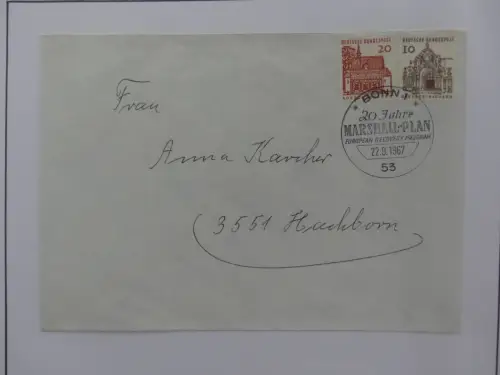 DEUTSCHE BUNDESPOST
20
DEUTSCHE BUNDESPOST
10
BONN 1
20 Jahre
MARSHALL-PLAN
EUROPEAN RECOVERY PROGRAM
22.9.1967
53
Frau
Anna Karcher
3551 Hachborn